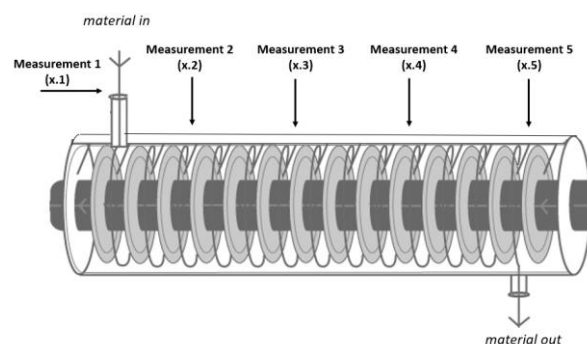 material in
Measurement 1
(x.1)
Measurement 2
(x.2)
Measurement 3
(x.3)
Measurement 4
(x.4)
Measurement 5
(x.5)
material out